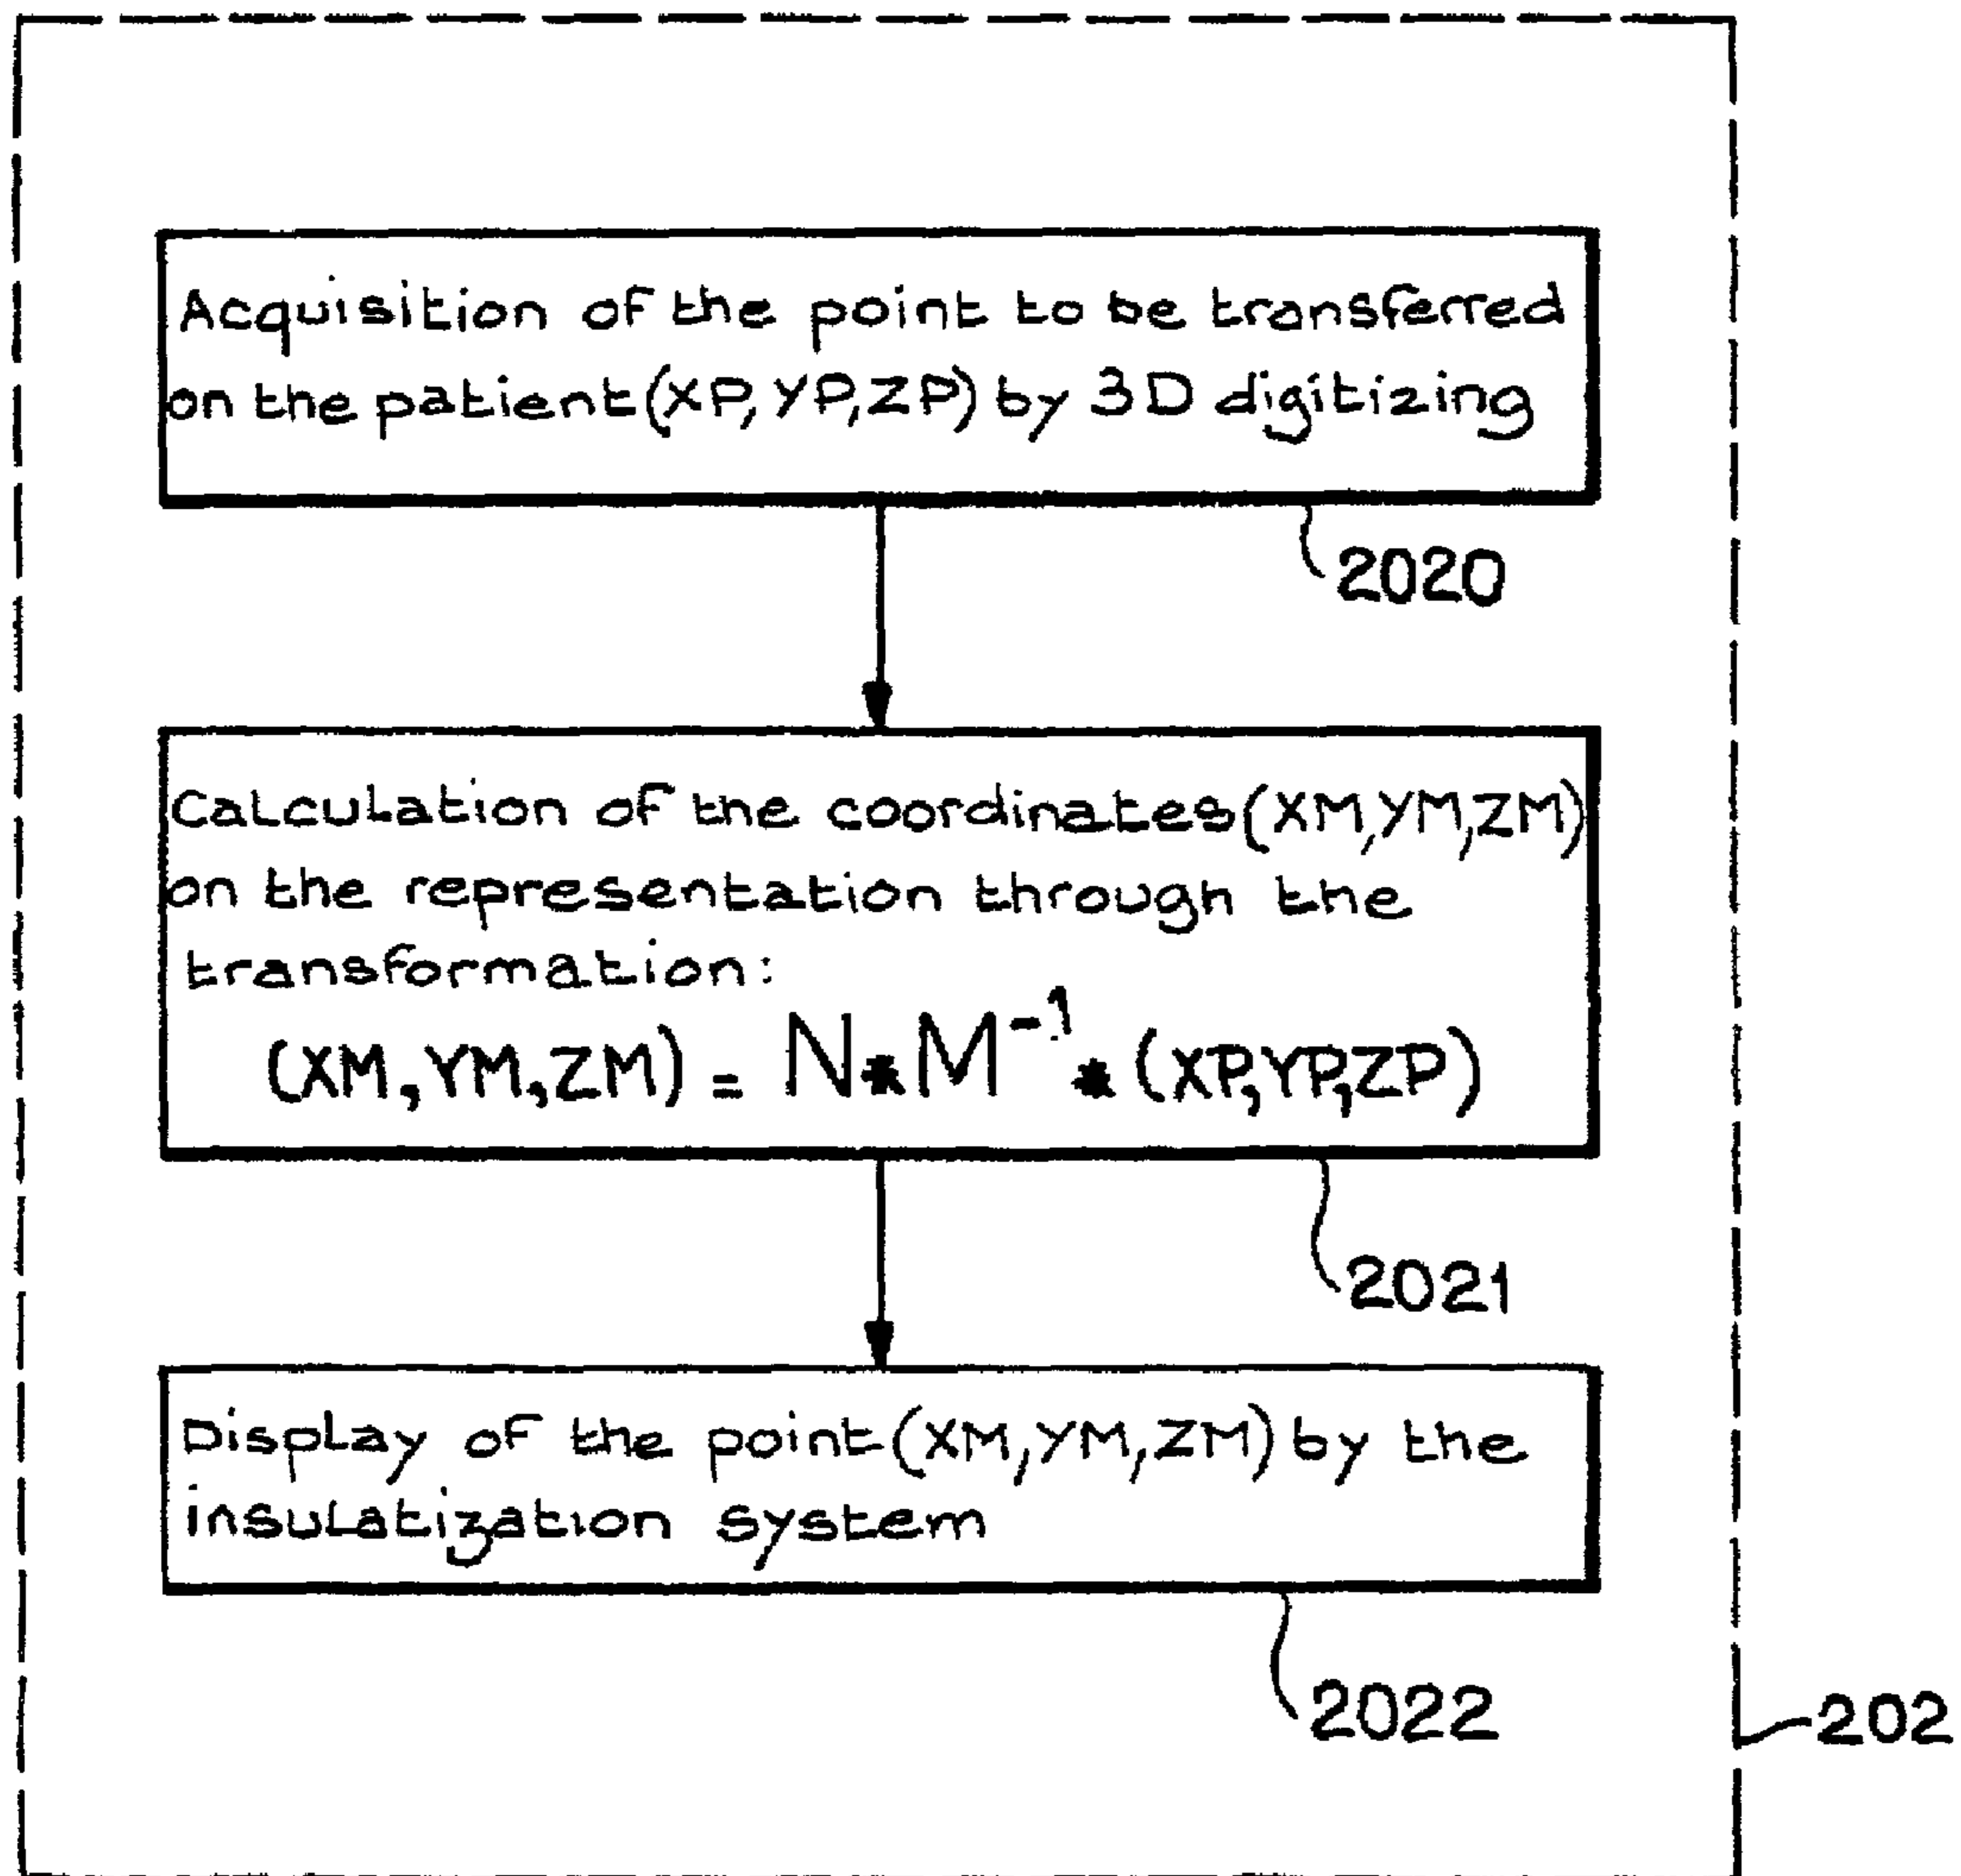 Acquisition of the point to be transferred
on the patient (XP, YP, ZP) by 3D digitizing
2020
Calculation of the coordinates (XM, YM, ZM)
on the representation through the
transformation:
(XM, YM, ZM) = N * M⁻¹ * (XP, YP, ZP)
2021
Display of the point (XM, YM, ZM) by the
insulatization system
2022
202